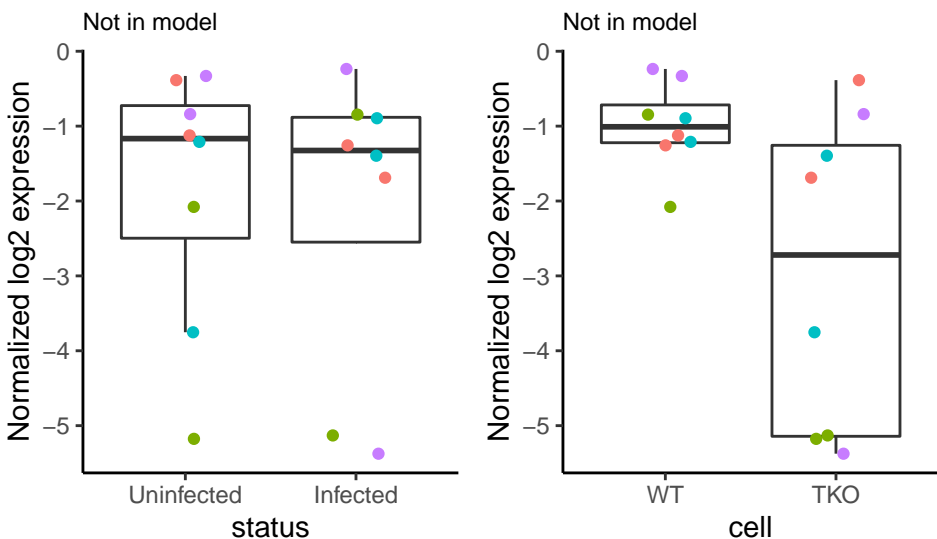 Not in model
Normalized log2 expression
0
−1
−2
−3
−4
−5
Uninfected
Infected
status
Not in model
Normalized log2 expression
0
−1
−2
−3
−4
−5
WT
TKO
cell